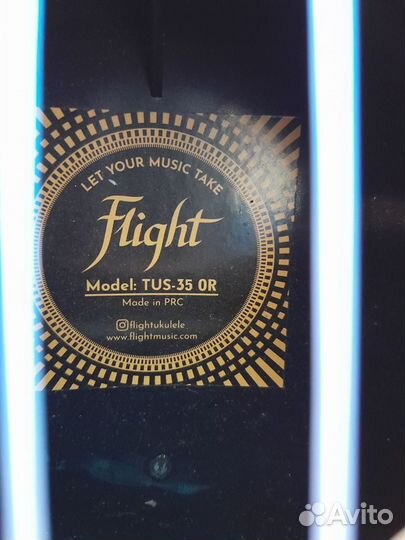 LET YOUR MUSIC TAKE
Flight
Model: TUS-35 OR
Made in PRC
flightukulele
www.flightmusic.com
Avito